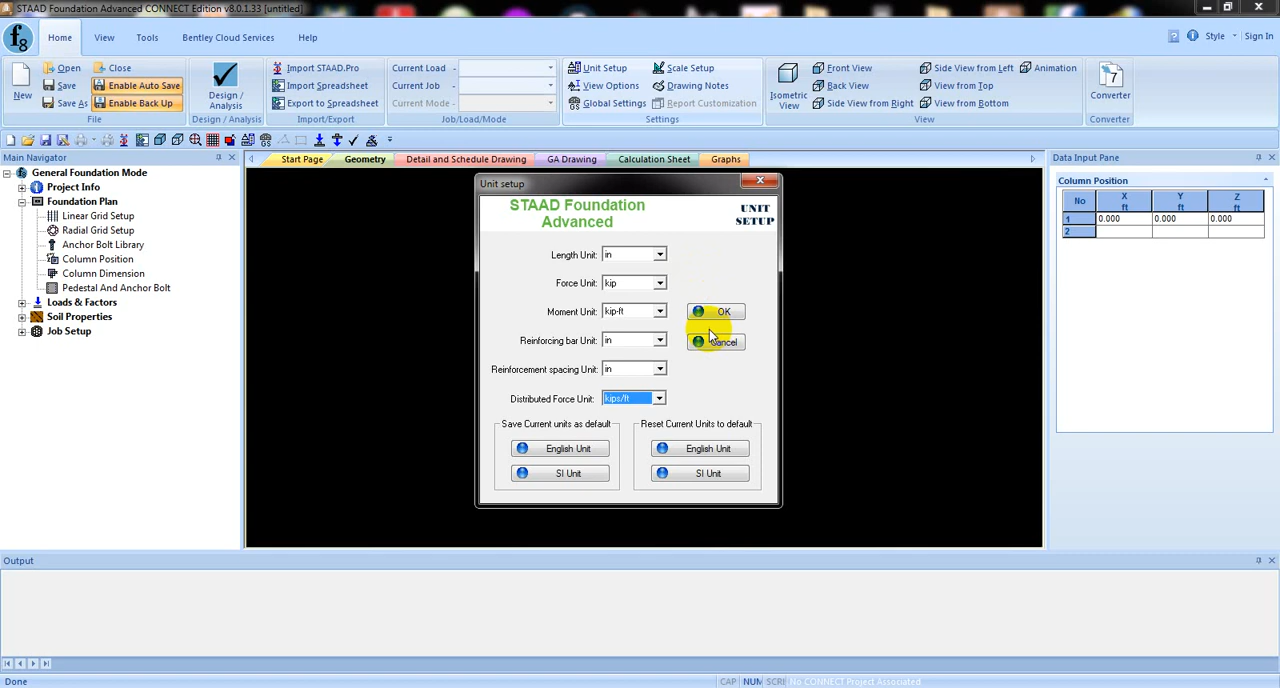 STAAD Foundation Advanced CONNECT Edition v8.0.1.33 [untitled]
Home View Tools Bentley Cloud Services Help
Style Sign In
New
Open Close
Save Enable Auto Save
Save As Enable Back Up
File
Design / Analysis
Design / Analysis
Import STAAD.Pro
Import Spreadsheet
Export to Spreadsheet
Import/Export
Current Load -
Current Job -
Current Mode -
Job/Load/Mode
Unit Setup Scale Setup
View Options Drawing Notes
Global Settings Report Customization
Settings
Isometric View
Front View Side View from Left Animation
Back View View from Top
Side View from Right View from Bottom
View
7
Converter
Converter
Main Navigator
General Foundation Mode
Project Info
Foundation Plan
Linear Grid Setup
Radial Grid Setup
Anchor Bolt Library
Column Position
Column Dimension
Pedestal And Anchor Bolt
Loads & Factors
Soil Properties
Job Setup
Start Page Geometry Detail and Schedule Drawing GA Drawing Calculation Sheet Graphs
Unit setup
STAAD Foundation
Advanced
UNIT
SETUP
Length Unit: in
Force Unit: kip
Moment Unit: kip-ft
Reinforcing bar Unit: in
Reinforcement spacing Unit: in
Distributed Force Unit: kips/ft
OK
Cancel
Save Current units as default
English Unit
SI Unit
Reset Current Units to default
English Unit
SI Unit
Data Input Pane
Column Position
No X ft Y ft Z ft
1 0.000 0.000 0.000
2
Output
Done
CAP NUM SCRI No CONNECT Project Associated